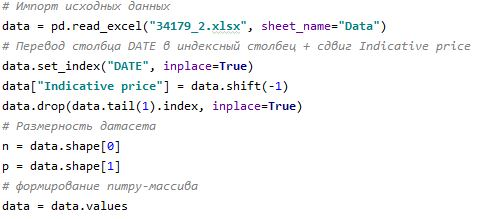 # Импорт исходных данных
data = pd.read_excel("34179_2.xlsx", sheet_name="Data")
# Перевод столбца DATE в индексный столбец + сдвиг Indicative price
data.set_index("DATE", inplace=True)
data["Indicative price"] = data.shift(-1)
data.drop(data.tail(1).index, inplace=True)
# Размерность датасета
n = data.shape[0]
p = data.shape[1]
# формирование питру-массива
data = data.values